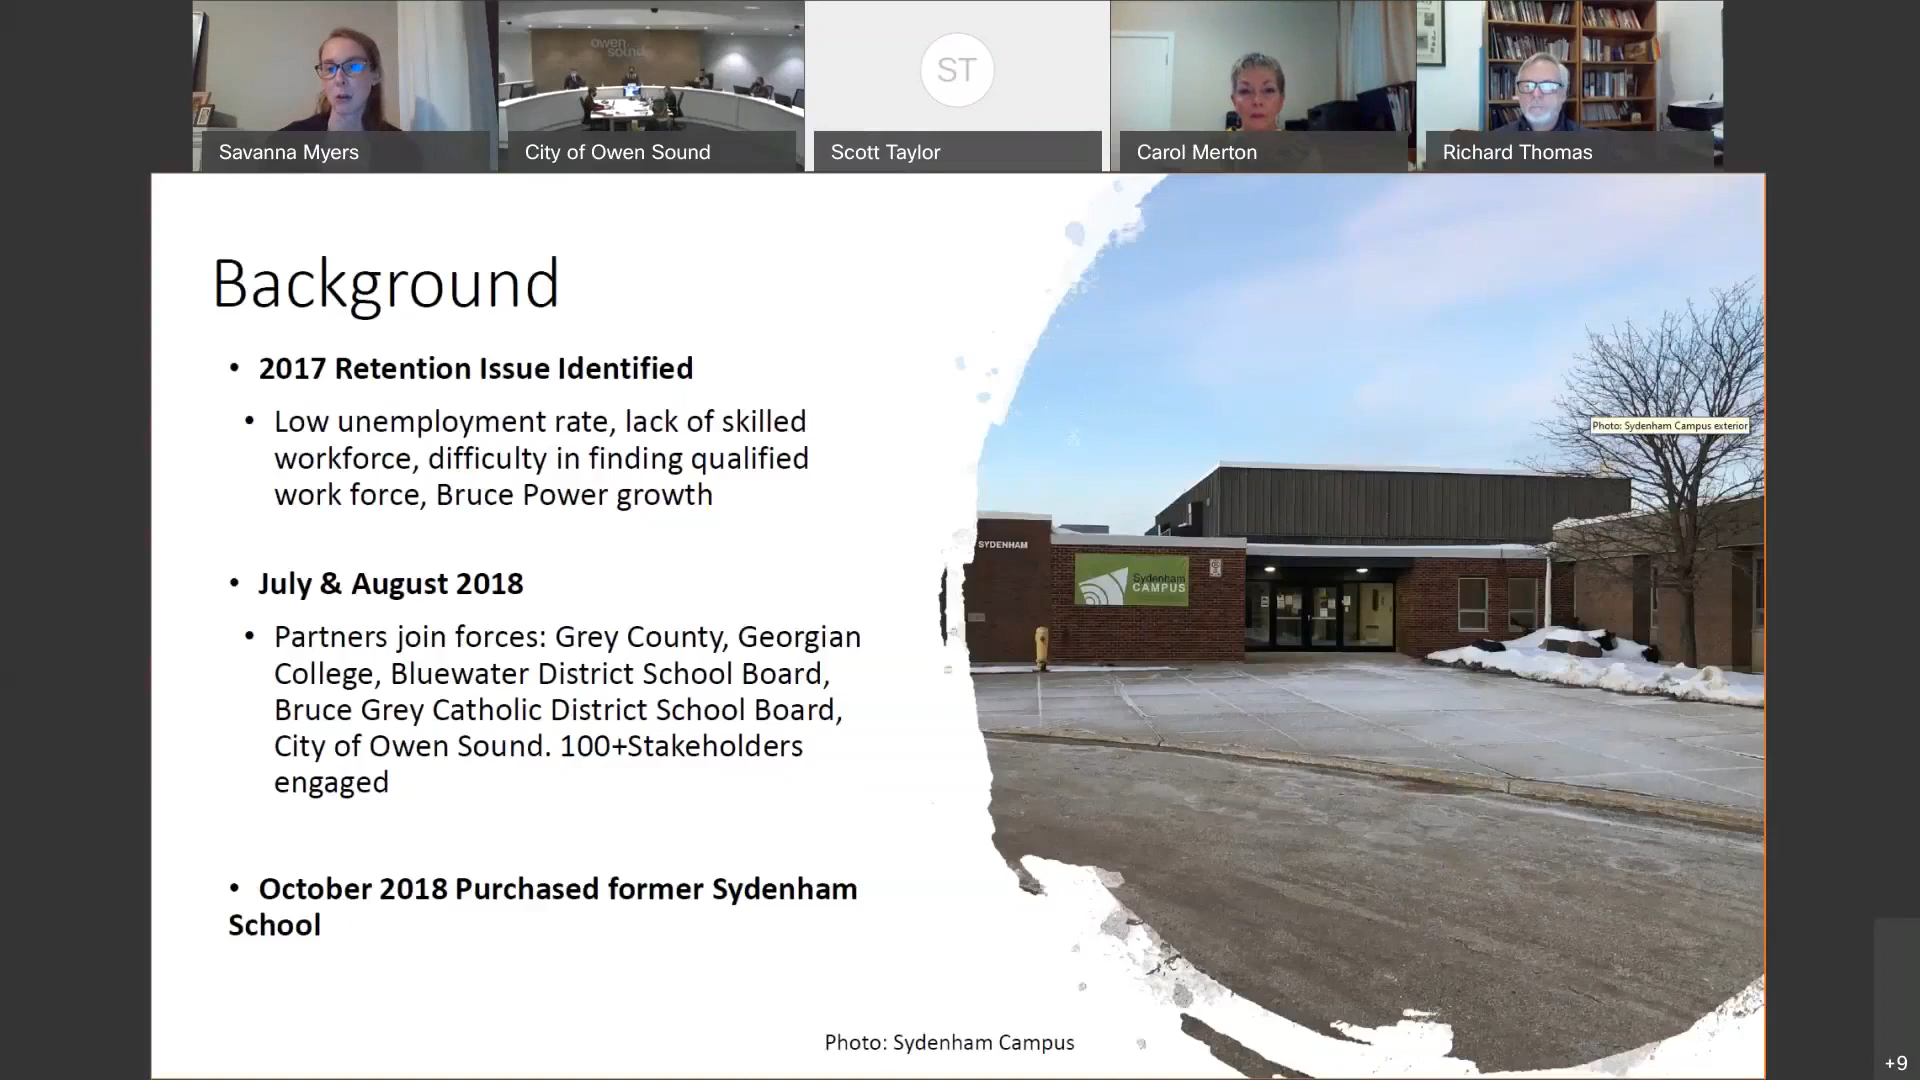 owen
sound
ST
Savanna Myers
City of Owen Sound
Scott Taylor
Carol Merton
Richard Thomas
Background
• 2017 Retention Issue Identified
• Low unemployment rate, lack of skilled
workforce, difficulty in finding qualified
work force, Bruce Power growth
• July & August 2018
• Partners join forces: Grey County, Georgian
College, Bluewater District School Board,
Bruce Grey Catholic District School Board,
City of Owen Sound. 100+Stakeholders
engaged
• October 2018 Purchased former Sydenham
School
Photo: Sydenham Campus exterior
SYDENHAM
Sydenham
CAMPUS
Photo: Sydenham Campus
+9